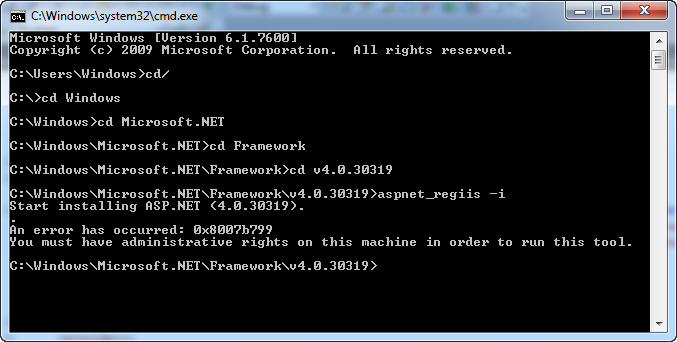 C:\Windows\system32\cmd.exe
Microsoft Windows [Version 6.1.7600]
Copyright (c) 2009 Microsoft Corporation.  All rights reserved.
C:\Users\Windows>cd/
C:\>cd Windows
C:\Windows>cd Microsoft.NET
C:\Windows\Microsoft.NET>cd Framework
C:\Windows\Microsoft.NET\Framework>cd v4.0.30319
C:\Windows\Microsoft.NET\Framework\v4.0.30319>aspnet_regiis -i
Start installing ASP.NET (4.0.30319).
.
An error has occurred: 0x8007b799
You must have administrative rights on this machine in order to run this tool.
C:\Windows\Microsoft.NET\Framework\v4.0.30319>